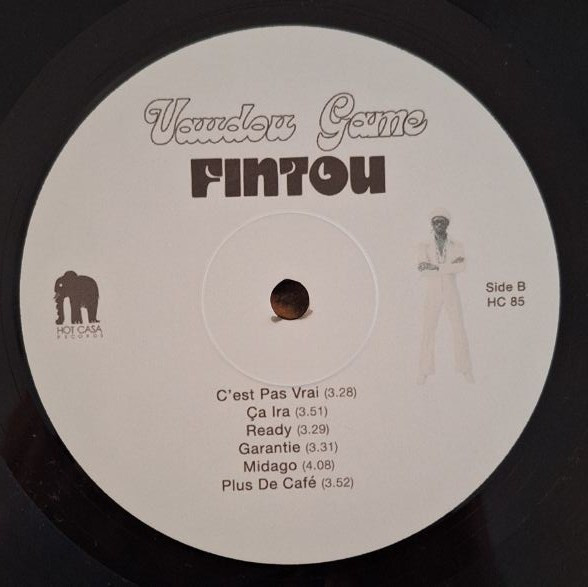 Vaudou Game
FINTOU
HOT CASA
RECORDS
Side B
HC 85
C'est Pas Vrai (3.28)
Ça Ira (3.51)
Ready (3.29)
Garantie (3.31)
Midago (4.08)
Plus De Café (3.52)